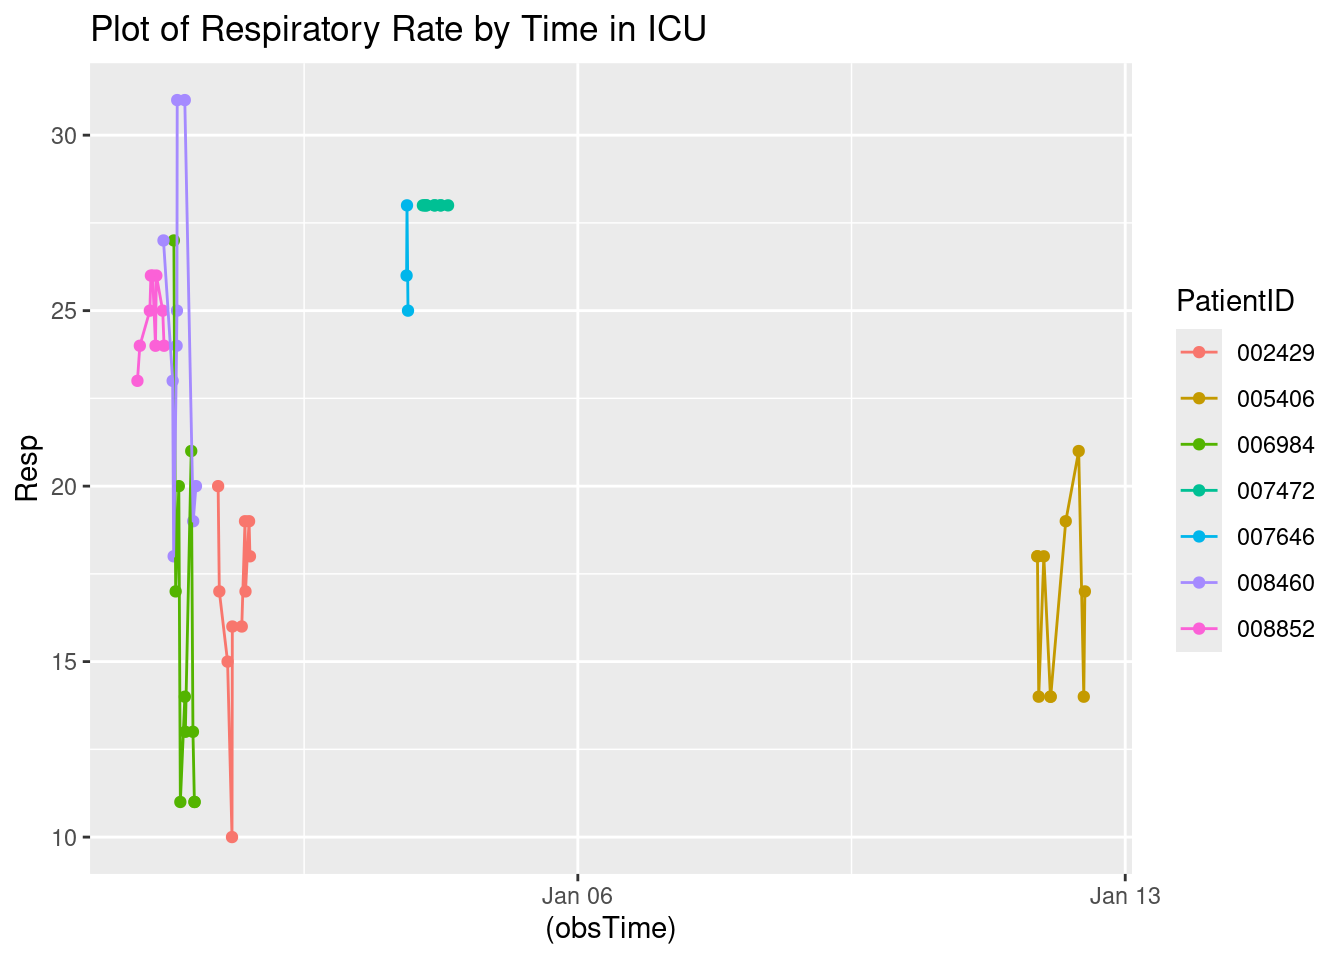 Plot of Respiratory Rate by Time in ICU
30
25
20
15
10
Resp
Jan 06
Jan 13
(obsTime)
PatientID
002429
005406
006984
007472
007646
008460
008852